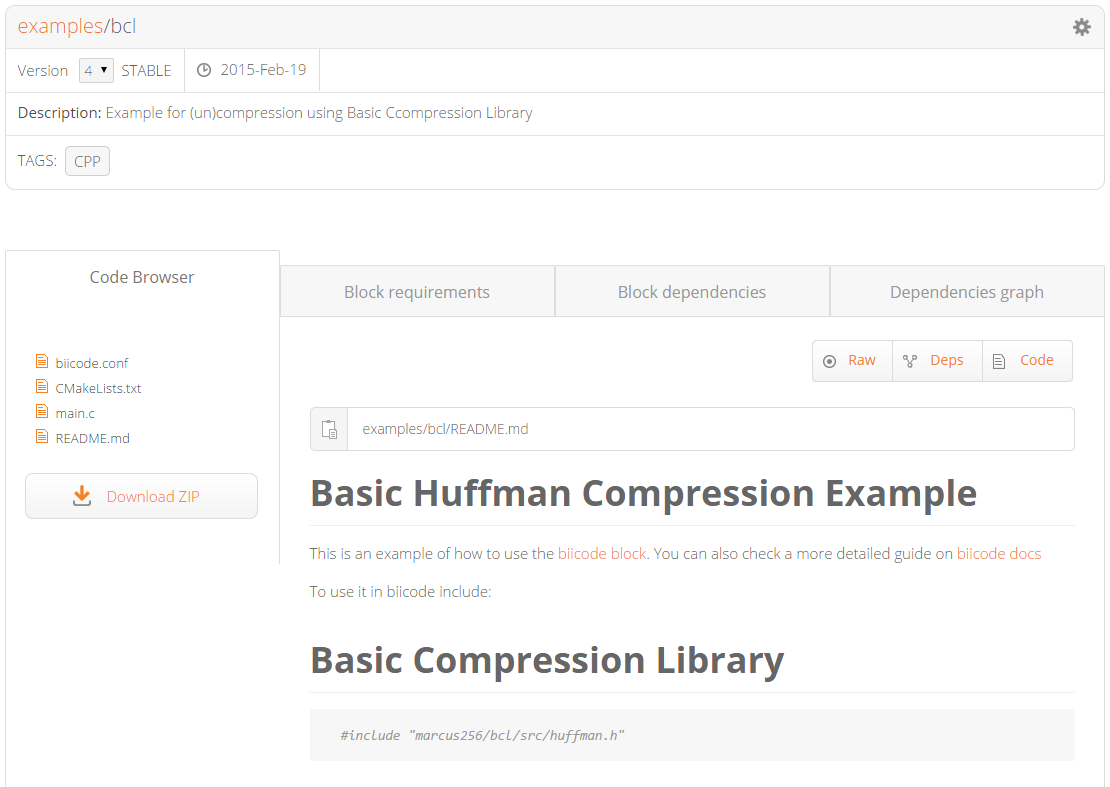 examples/bcl
Version 4 STABLE 2015-Feb-19
Description: Example for (un)compression using Basic Ccompression Library
TAGS: CPP
Code Browser
Block requirements
Block dependencies
Dependencies graph
biicode.conf
CMakeLists.txt
main.c
README.md
Download ZIP
Raw Deps Code
examples/bcl/README.md
Basic Huffman Compression Example
This is an example of how to use the biicode block. You can also check a more detailed guide on biicode docs
To use it in biicode include:
Basic Compression Library
#include "marcus256/bcl/src/huffman.h"